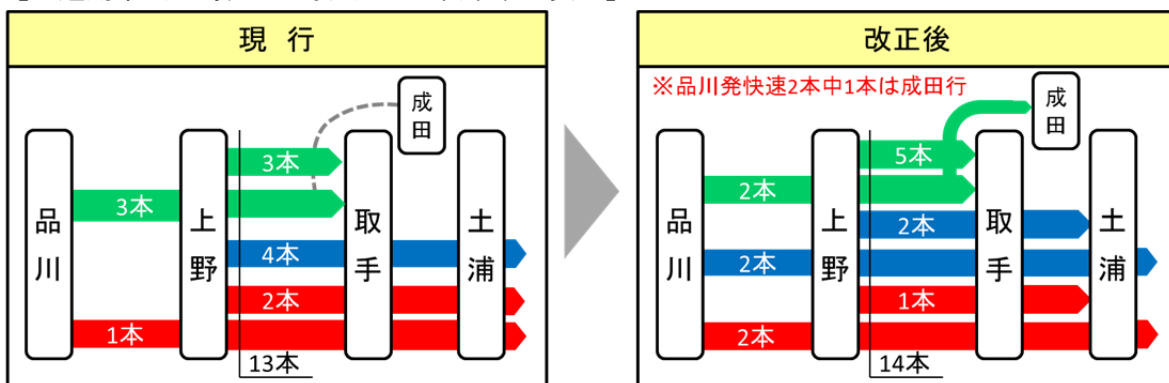 現 行
成田
品川
上野
取手
土浦
3本
3本
4本
2本
1本
13本
改正後
※品川発快速2本中1本は成田行
成田
品川
上野
取手
土浦
5本
2本
2本
2本
1本
2本
14本